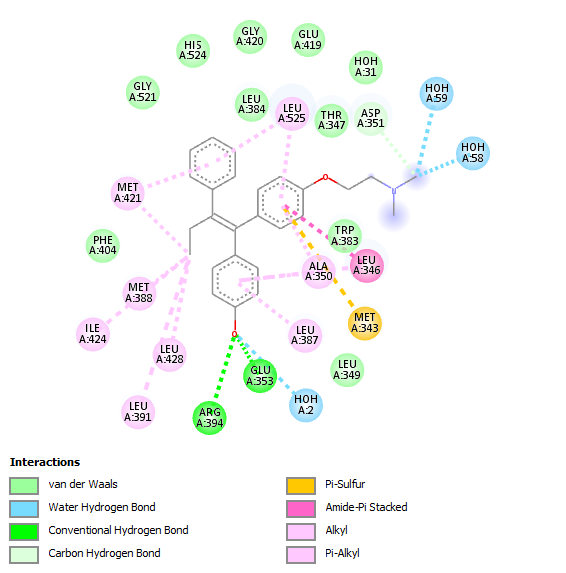 HIS
A:524
GLY
A:420
GLU
A:419
HOH
A:31
GLY
A:521
LEU
A:384
LEU
A:525
THR
A:347
ASP
A:351
HOH
A:59
HOH
A:58
MET
A:421
O
N
PHE
A:404
TRP
A:383
ALA
A:350
LEU
A:346
MET
A:388
ILE
A:424
LEU
A:428
LEU
A:387
MET
A:343
O
LEU
A:391
ARG
A:394
GLU
A:353
HOH
A:2
LEU
A:349
Interactions
van der Waals
Water Hydrogen Bond
Conventional Hydrogen Bond
Carbon Hydrogen Bond
Pi-Sulfur
Amide-Pi Stacked
Alkyl
Pi-Alkyl